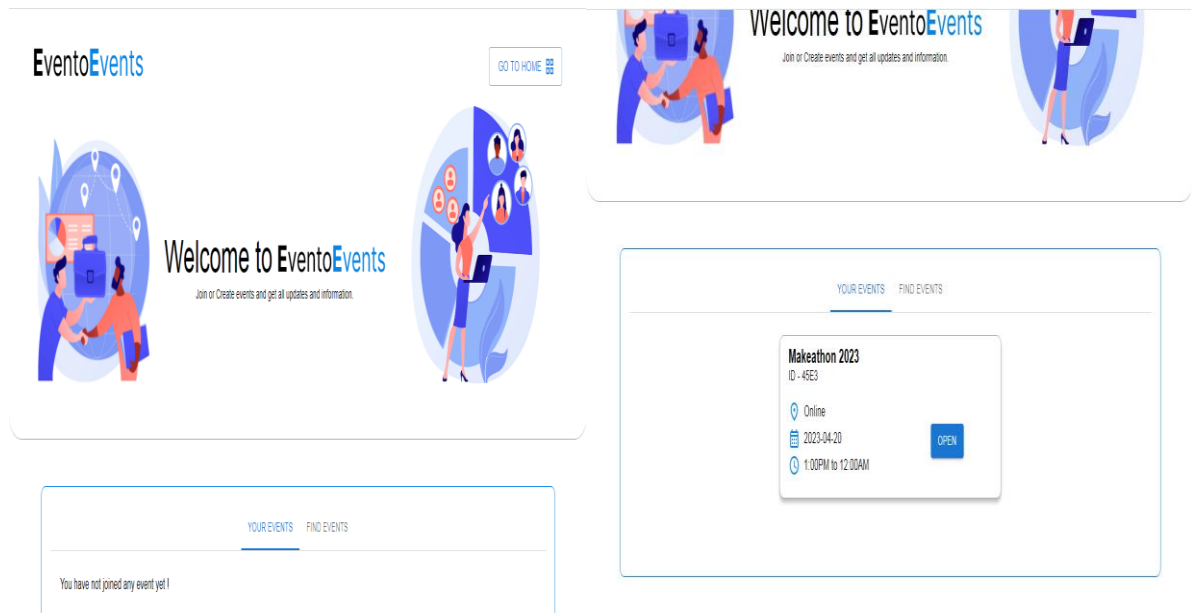 EventoEvents
GO TO HOME
Welcome to EventoEvents
Join or Create events and get all updates and information.
YOUR EVENTS FIND EVENTS
You have not joined any event yet !
Welcome to EventoEvents
Join or Create events and get all updates and information.
YOUR EVENTS FIND EVENTS
Makeathon 2023
ID - 45E3
Online
2023-04-20
1:00PM to 12:00AM
OPEN